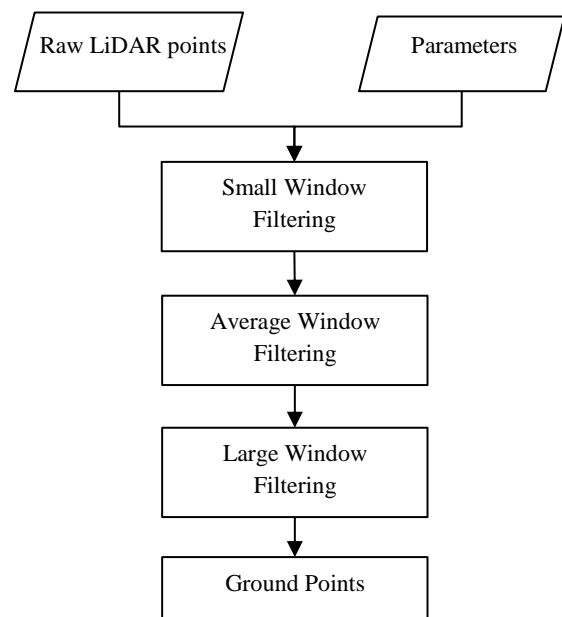 Raw LiDAR points
Parameters
Small Window
Filtering
Average Window
Filtering
Large Window
Filtering
Ground Points